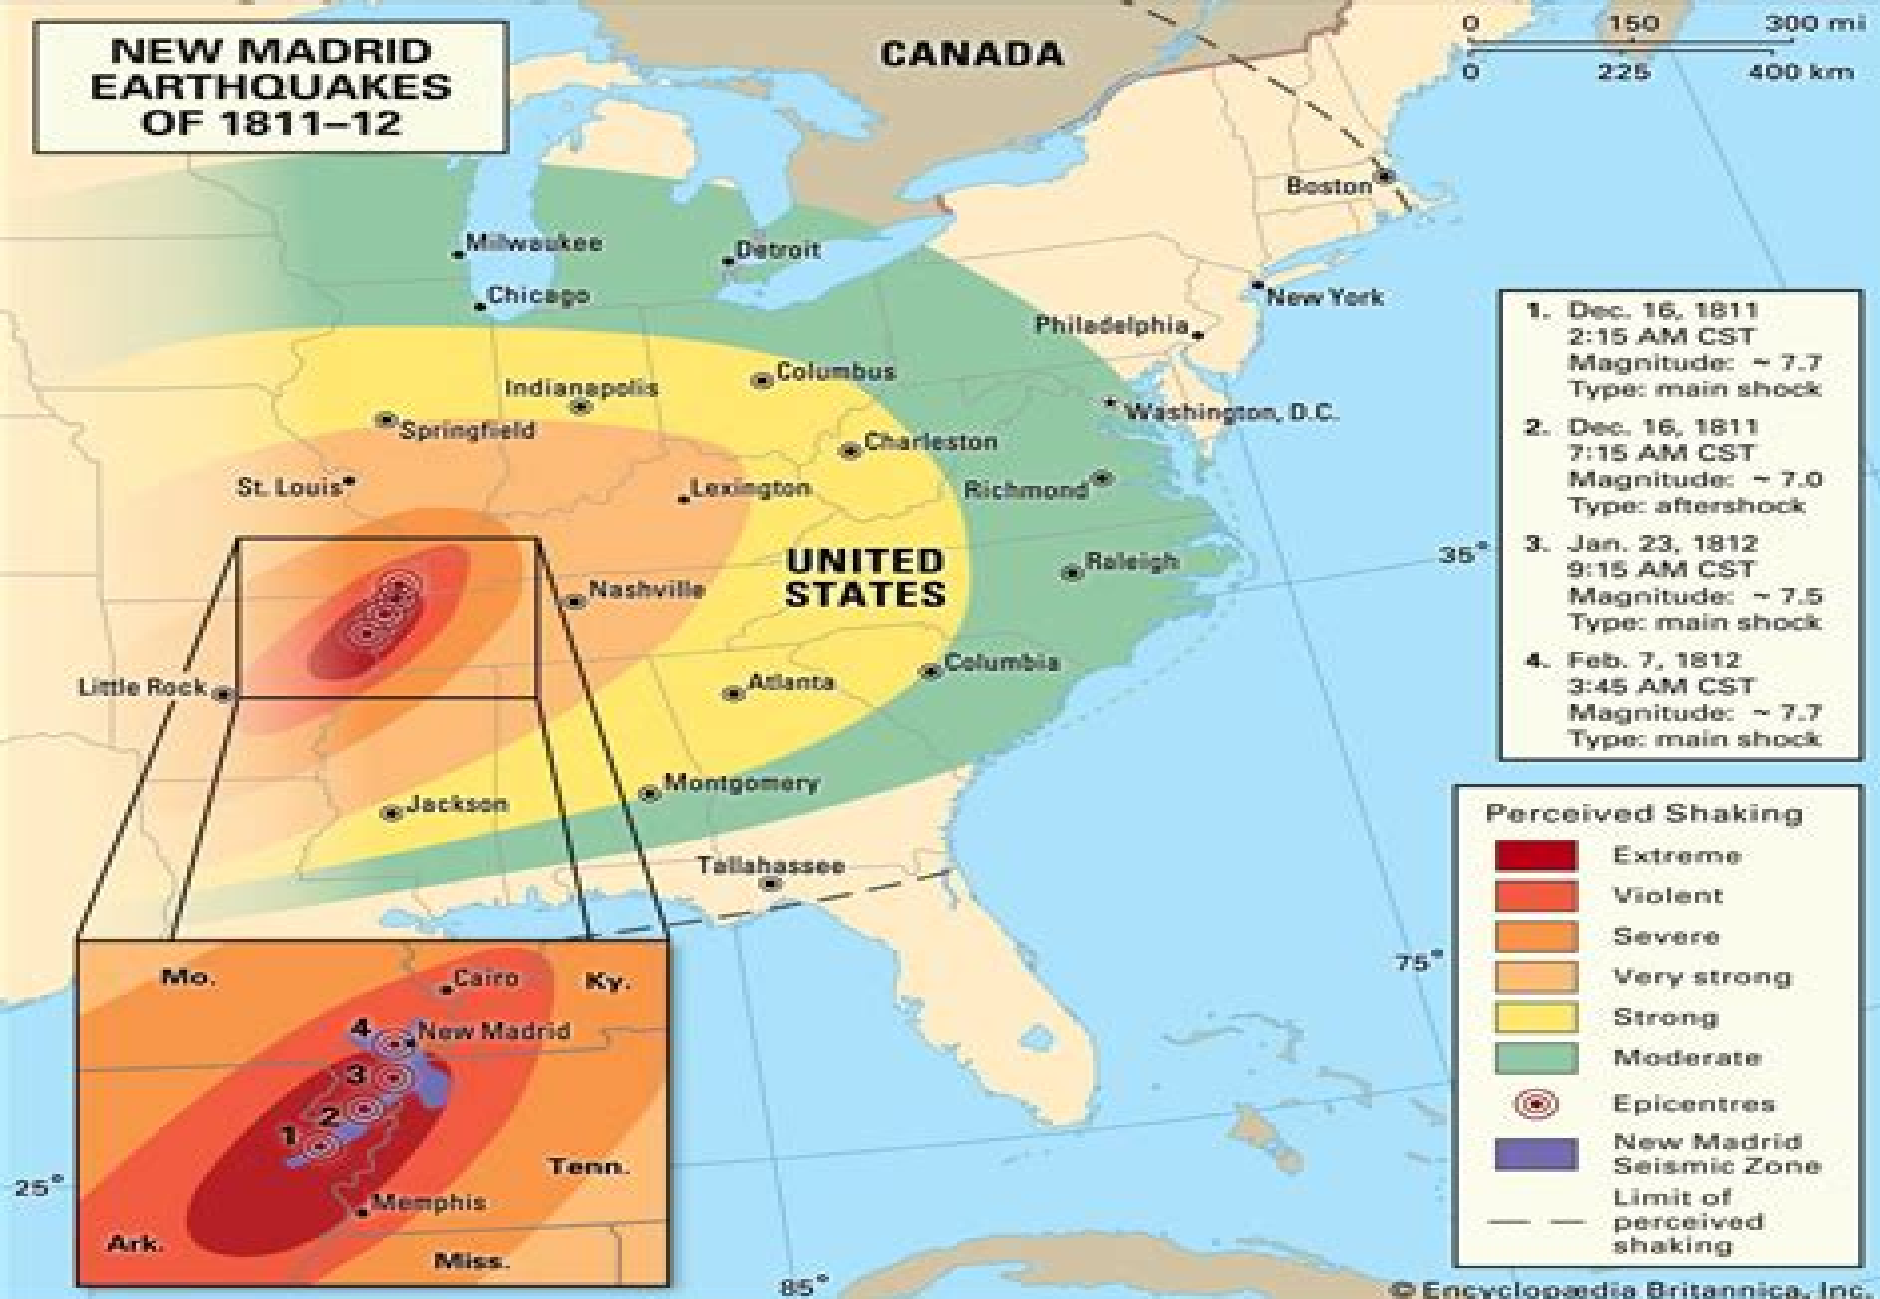 NEW MADRID
EARTHQUAKES
OF 1811–12
CANADA
0 150 300 mi
0 225 400 km
Boston
Milwaukee
Detroit
Chicago
New York
Philadelphia
Columbus
Indianapolis
Washington, D.C.
Springfield
Charleston
St. Louis
Lexington
Richmond
UNITED
STATES
Raleigh
35°
Nashville
Columbia
Little Rock
Atlanta
Montgomery
Jackson
Tallahassee
75°
Mo.
Cairo
Ky.
4
New Madrid
3
2
1
Tenn.
Memphis
Ark.
Miss.
25°
85°
1. Dec. 16, 1811
2:15 AM CST
Magnitude: ~ 7.7
Type: main shock
2. Dec. 16, 1811
7:15 AM CST
Magnitude: ~ 7.0
Type: aftershock
3. Jan. 23, 1812
9:15 AM CST
Magnitude: ~ 7.5
Type: main shock
4. Feb. 7, 1812
3:45 AM CST
Magnitude: ~ 7.7
Type: main shock
Perceived Shaking
Extreme
Violent
Severe
Very strong
Strong
Moderate
Epicentres
New Madrid
Seismic Zone
Limit of
perceived
shaking
© Encyclopædia Britannica, Inc.